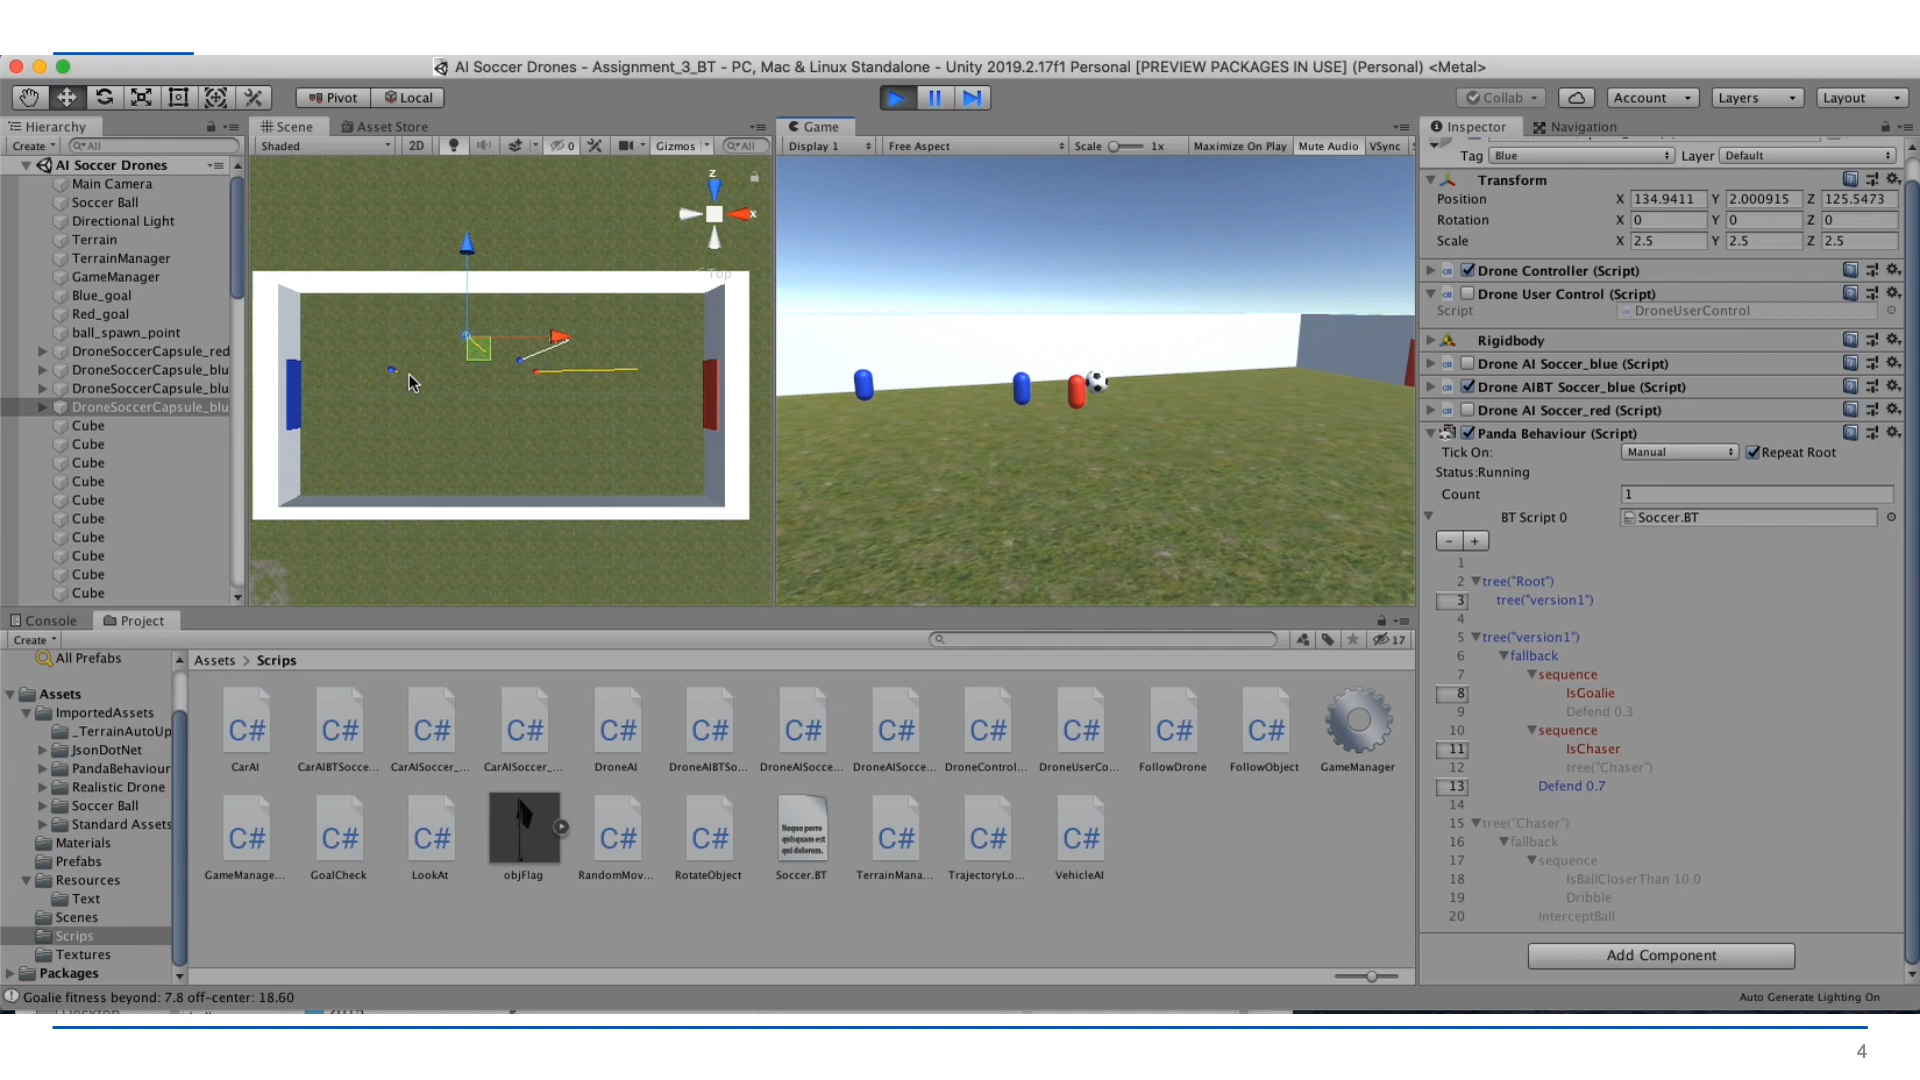 AI Soccer Drones - Assignment_3_BT - PC, Mac & Linux Standalone - Unity 2019.2.17f1 Personal [PREVIEW PACKAGES IN USE] (Personal) <Metal>
Pivot Local Collab Account Layers Layout
Hierarchy
Create All
AI Soccer Drones
Main Camera
Soccer Ball
Directional Light
Terrain
TerrainManager
GameManager
Blue_goal
Red_goal
ball_spawn_point
DroneSoccerCapsule_red
DroneSoccerCapsule_blu
DroneSoccerCapsule_blu
DroneSoccerCapsule_blu
Cube
Cube
Cube
Cube
Cube
Cube
Cube
Cube
Cube
Cube
Scene Asset Store
Shaded 2D 0 Gizmos All
z
x
Top
Game
Display 1 Free Aspect Scale 1x Maximize On Play Mute Audio VSync
Inspector Navigation
Tag Blue Layer Default
Transform
Position X 134.9411 Y 2.000915 Z 125.5473
Rotation X 0 Y 0 Z 0
Scale X 2.5 Y 2.5 Z 2.5
Drone Controller (Script)
Drone User Control (Script)
Script DroneUserControl
Rigidbody
Drone AI Soccer_blue (Script)
Drone AIBT Soccer_blue (Script)
Drone AI Soccer_red (Script)
Panda Behaviour (Script)
Tick On: Manual Repeat Root
Status:Running
Count 1
BT Script 0 Soccer.BT
- +
1
2 tree("Root")
3 tree("version1")
4
5 tree("version1")
6 fallback
7 sequence
8 IsGoalie
9 Defend 0.3
10 sequence
11 IsChaser
12 tree("Chaser")
13 Defend 0.7
14
15 tree("Chaser")
16 fallback
17 sequence
18 IsBallCloserThan 10.0
19 Dribble
20 InterceptBall
Add Component
Auto Generate Lighting On
Console Project
Create 17
All Prefabs
Assets
ImportedAssets
_TerrainAutoUp
JsonDotNet
PandaBehaviour
Realistic Drone
Soccer Ball
Standard Assets
Materials
Prefabs
Resources
Text
Scenes
Scrips
Textures
Packages
Assets > Scrips
C# C# C# C# C# C# C# C# C# C# C# C#
CarAI CarAIBTSocce... CarAISoccer_... CarAISoccer_... DroneAI DroneAIBTSo... DroneAISocce... DroneAISocce... DroneControl... DroneUserCo... FollowDrone FollowObject GameManager
C# C# C# C# C# Neque porro quisquam est qui dolorem. C# C# C#
GameManage... GoalCheck LookAt objFlag RandomMov... RotateObject Soccer.BT TerrainMana... TrajectoryLo... VehicleAI
Goalie fitness beyond: 7.8 off-center: 18.60
4